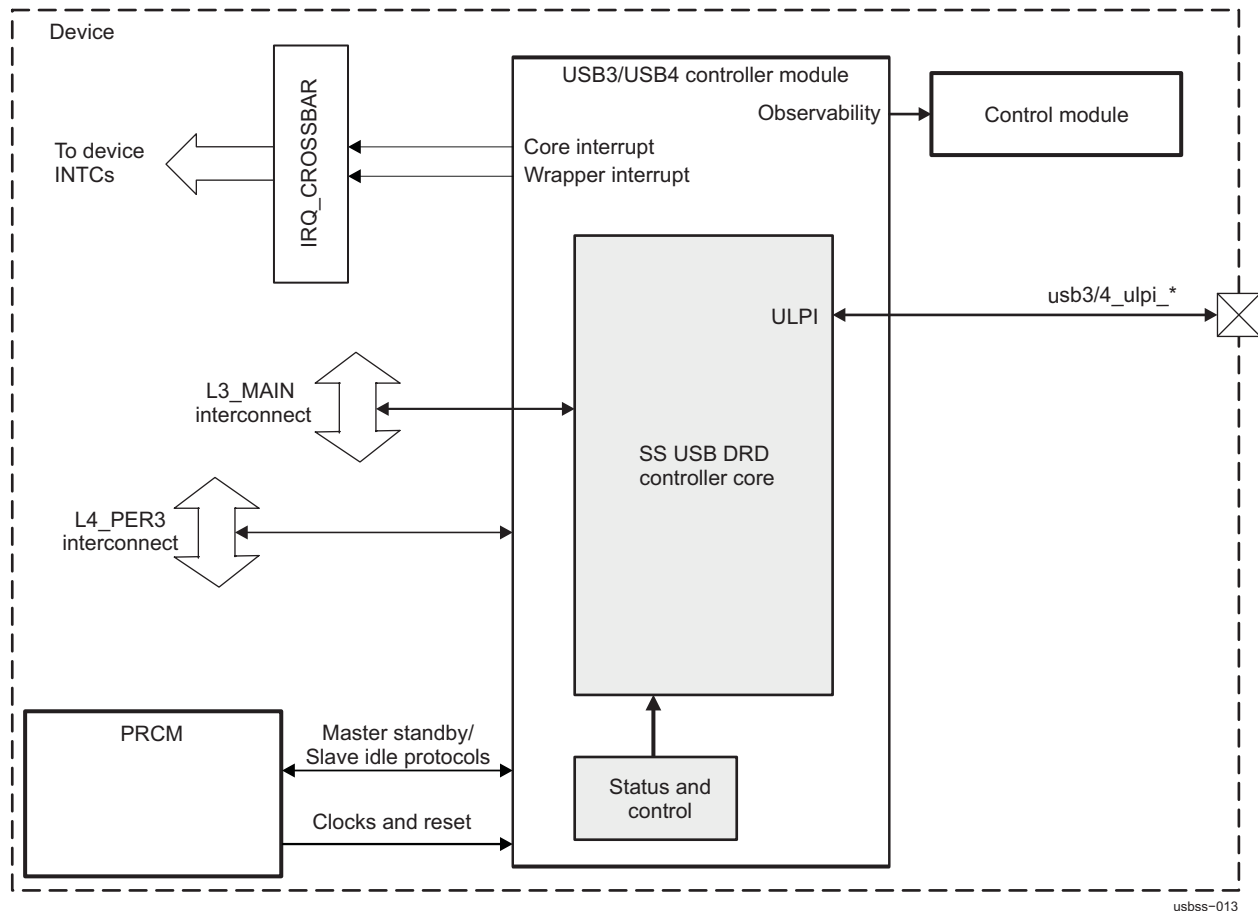 Device
USB3/USB4 controller module
Observability
Control module
IRQ_CROSSBAR
To device
INTCs
Core interrupt
Wrapper interrupt
ULPI
usb3/4_ulpi_*
L3_MAIN
interconnect
SS USB DRD
controller core
L4_PER3
interconnect
PRCM
Master standby/
Slave idle protocols
Clocks and reset
Status and
control
usbss−013